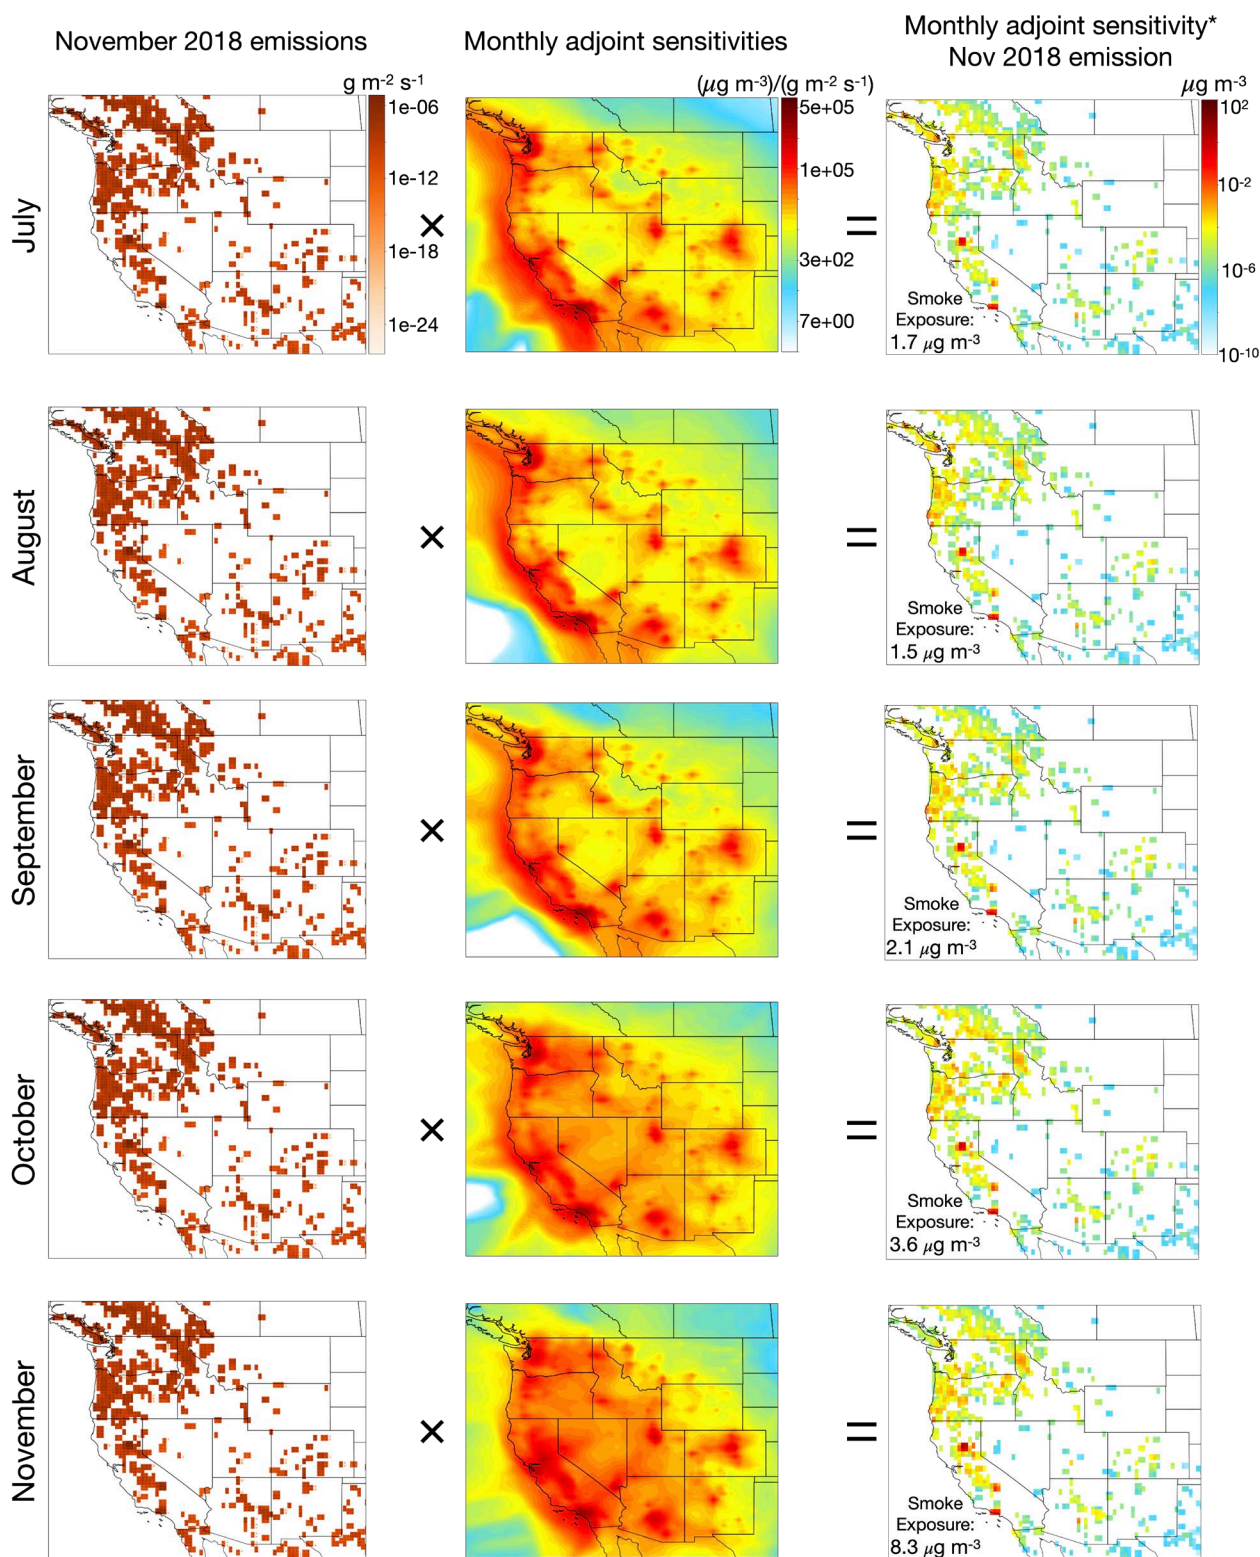 November 2018 emissions
Monthly adjoint sensitivities
Monthly adjoint sensitivity*
Nov 2018 emission
g m-2 s-1
(μg m-3)/(g m-2 s-1)
μg m-3
July
1e-06
1e-12
1e-18
1e-24
×
5e+05
1e+05
3e+02
7e+00
=
10²
10-2
10-6
10-10
Smoke
Exposure:
1.7 μg m-3
August
×
=
Smoke
Exposure:
1.5 μg m-3
September
×
=
Smoke
Exposure:
2.1 μg m-3
October
×
=
Smoke
Exposure:
3.6 μg m-3
November
×
=
Smoke
Exposure:
8.3 μg m-3